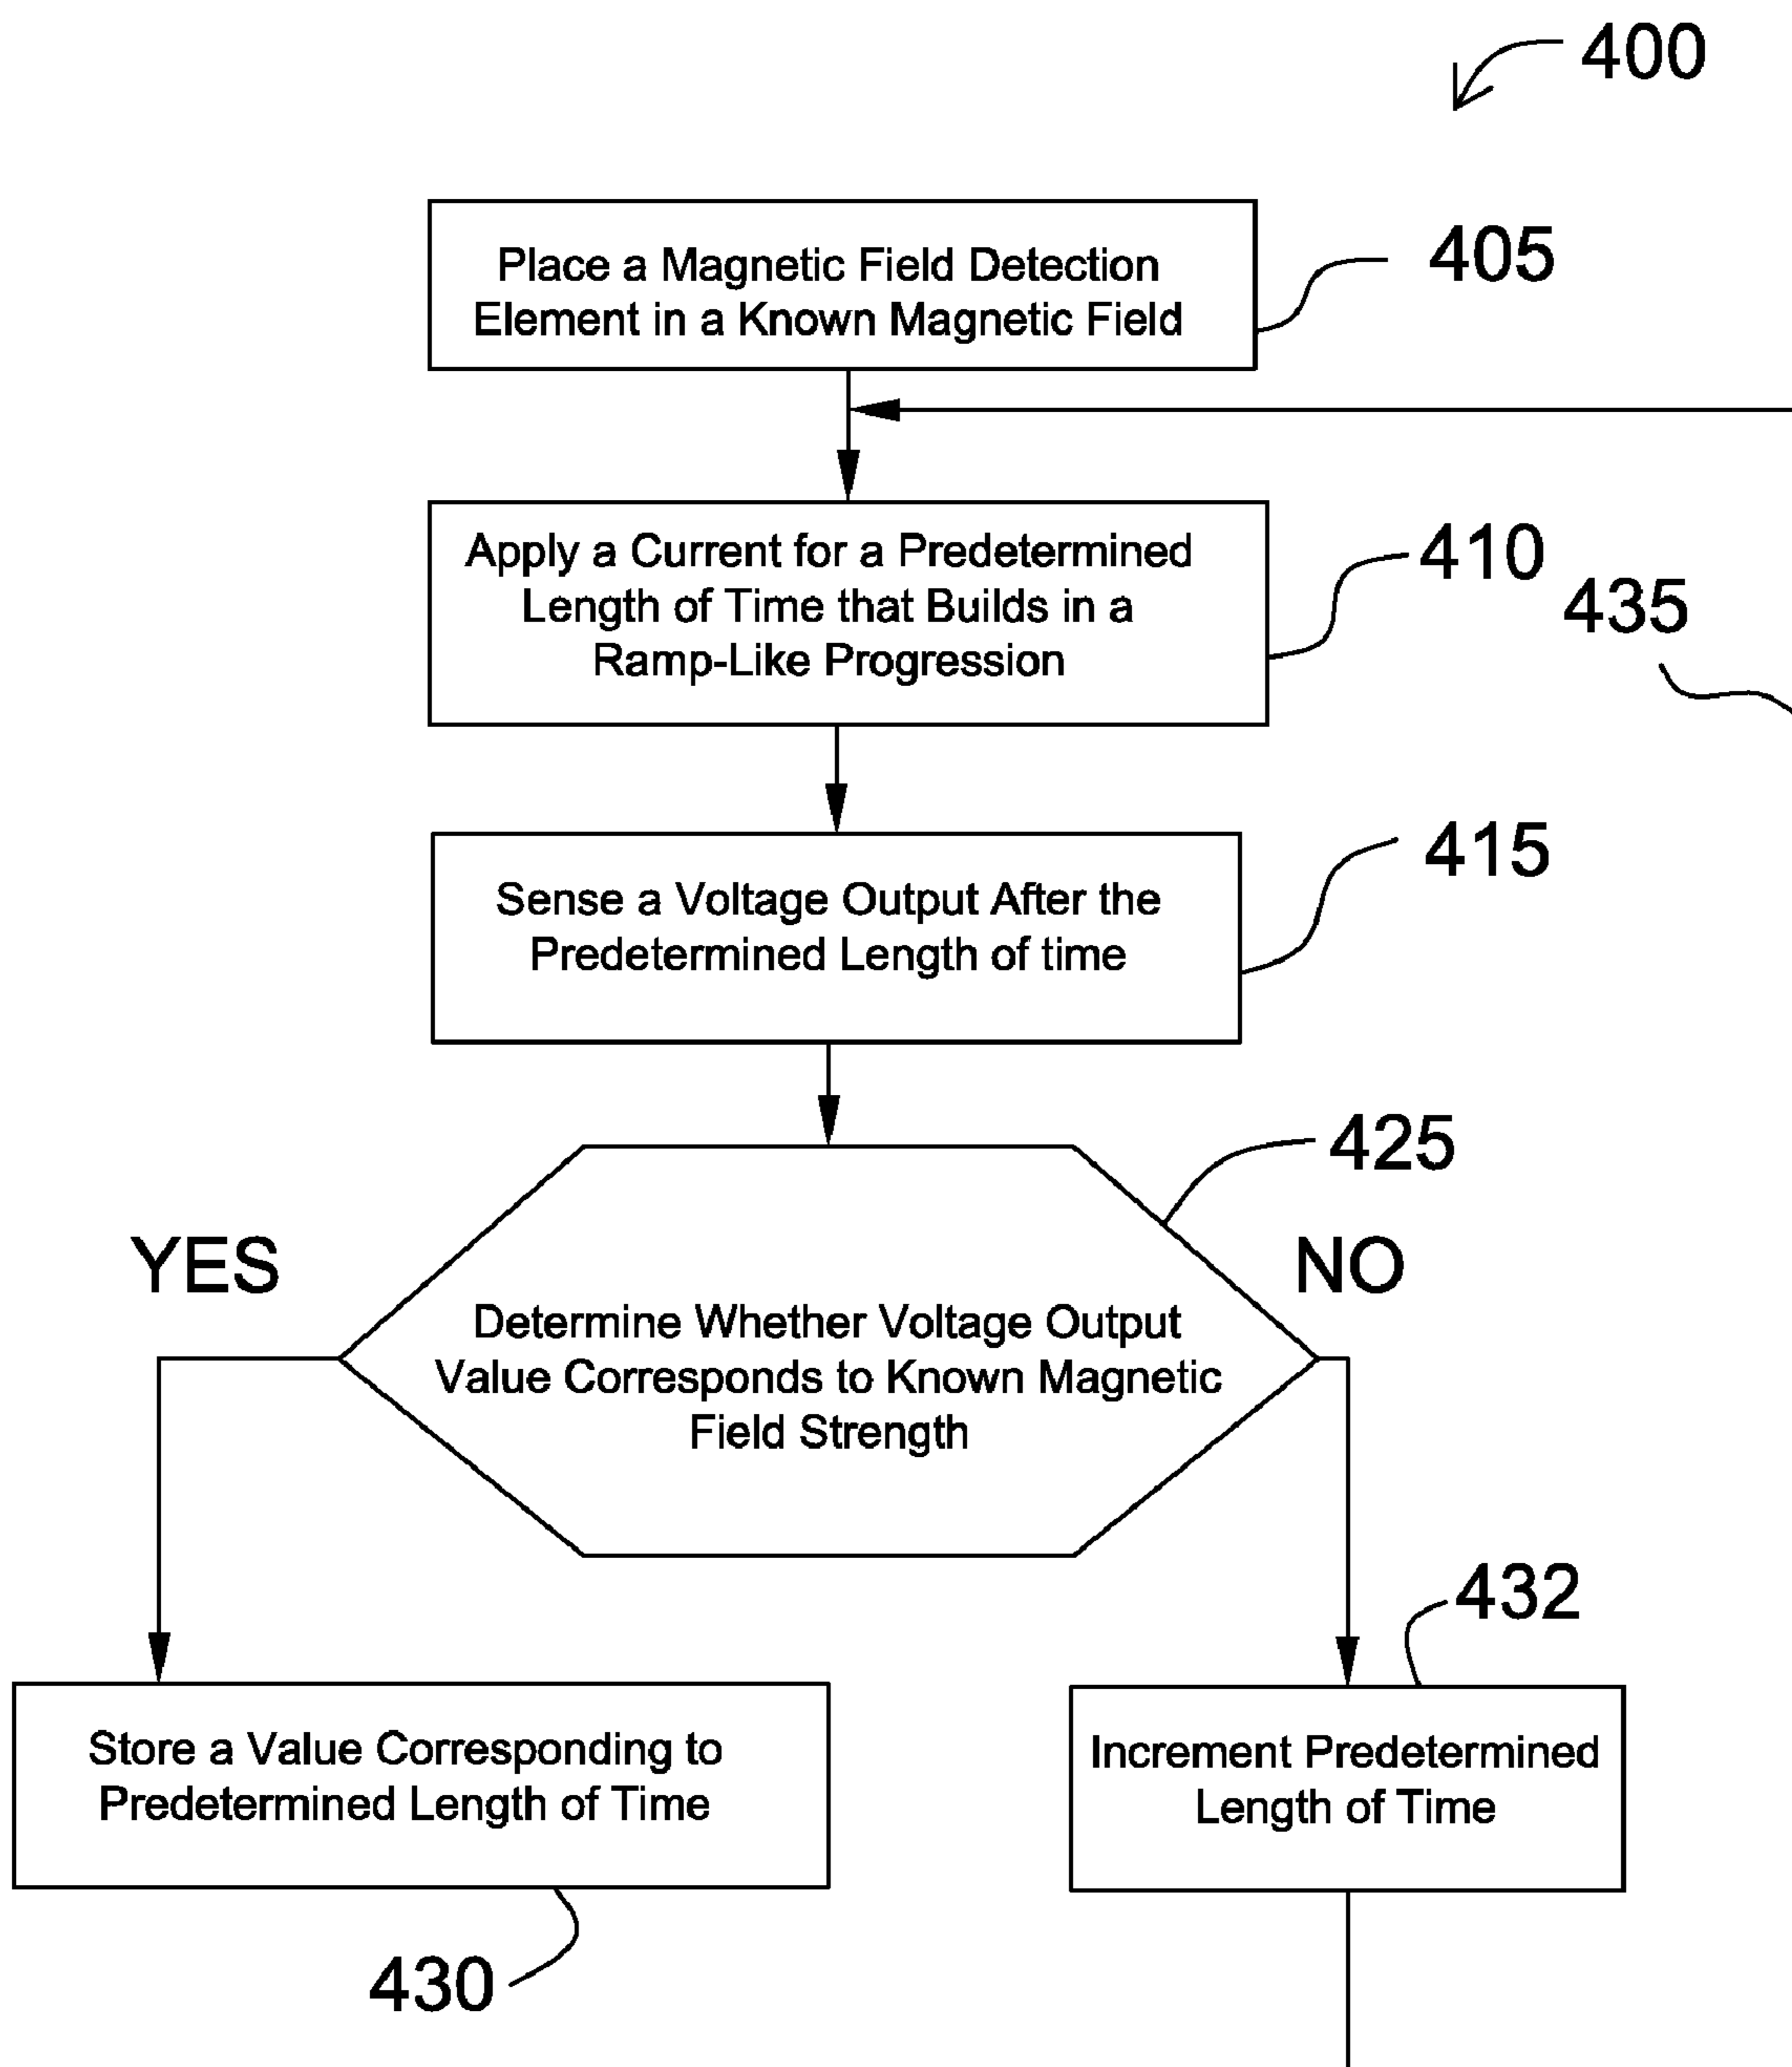 400
Place a Magnetic Field Detection
Element in a Known Magnetic Field
405
Apply a Current for a Predetermined
Length of Time that Builds in a
Ramp-Like Progression
410
435
Sense a Voltage Output After the
Predetermined Length of time
415
425
YES
NO
Determine Whether Voltage Output
Value Corresponds to Known Magnetic
Field Strength
432
Store a Value Corresponding to
Predetermined Length of Time
Increment Predetermined
Length of Time
430